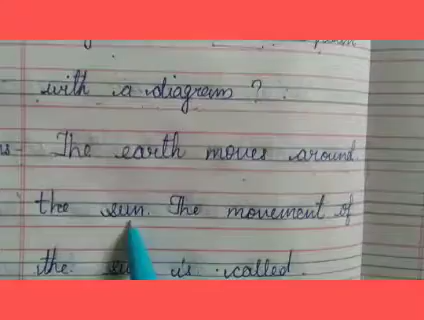 with a diagram ? .
The earth moves around
the sun. The movement of
the is called